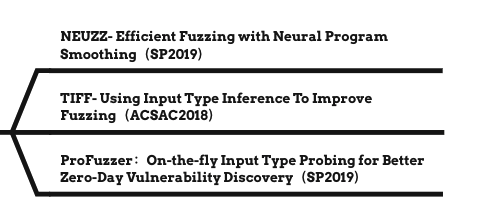 NEUZZ- Efficient Fuzzing with Neural Program
Smoothing（SP2019）
TIFF- Using Input Type Inference To Improve
Fuzzing（ACSAC2018）
ProFuzzer：On-the-fly Input Type Probing for Better
Zero-Day Vulnerability Discovery（SP2019）